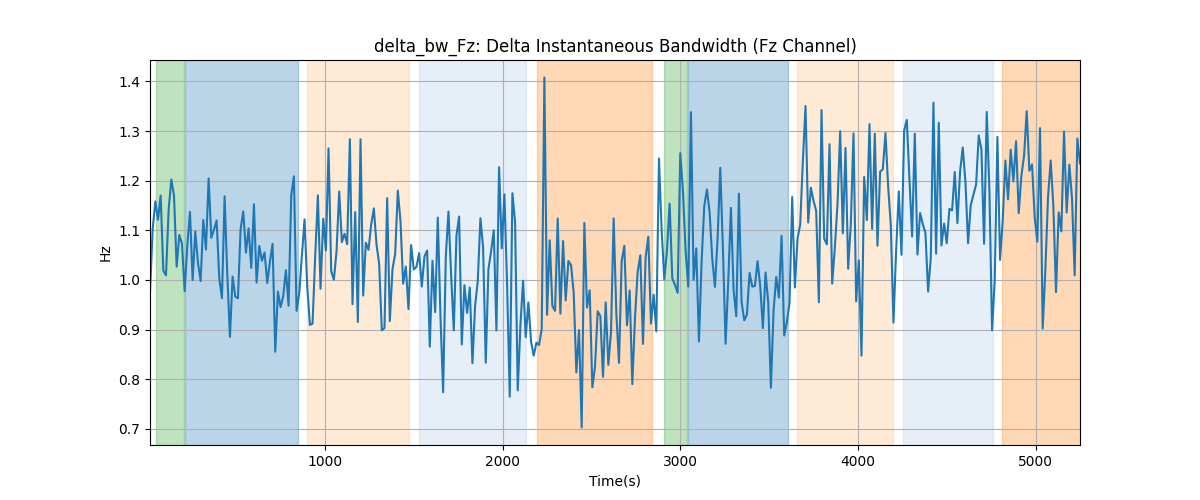 delta_bw_Fz: Delta Instantaneous Bandwidth (Fz Channel)
1.4
1.3
1.2
1.1
1.0
0.9
0.8
0.7
Hz
1000 2000 3000 4000 5000
Time(s)